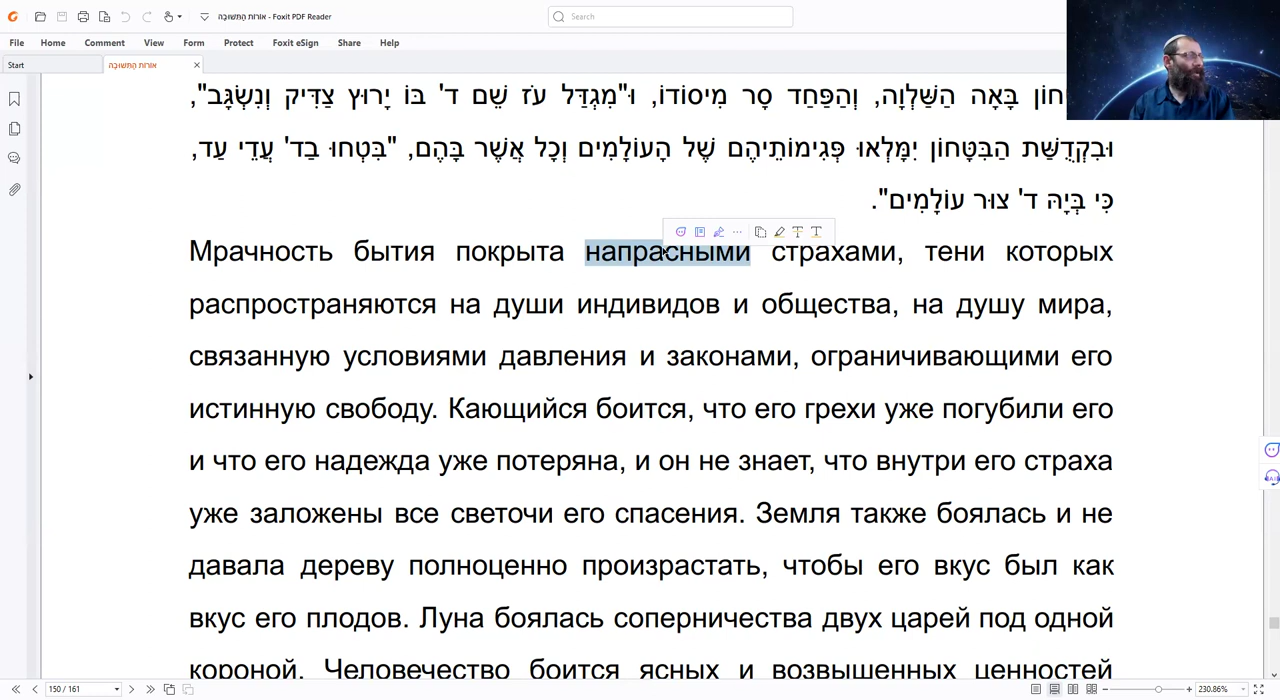 אורות התשובה - Foxit PDF Reader
Search
File Home Comment View Form Protect Foxit eSign Share Help
Start
אורות התשובה
בָּאָה הַשַּׁלְוָה, וְהַפַּחַד סָר מִיסוֹדוֹ, וּ"מִגְדַּל עֹז שֵׁם ד' בּוֹ יָרוּץ צַדִּיק וְנִשְׂגָּב",
וּבִקְדֻשַּׁת הַבִּטָּחוֹן יִמָּלְאוּ פְּגִימוֹתֵיהֶם שֶׁל הָעוֹלָמִים וְכָל אֲשֶׁר בָּהֶם, "בִּטְחוּ בַד' עֲדֵי עַד,
כִּי בְּיָהּ ד' צוּר עוֹלָמִים".
Мрачность бытия покрыта напрасными страхами, тени которых
распространяются на души индивидов и общества, на душу мира,
связанную условиями давления и законами, ограничивающими его
истинную свободу. Кающийся боится, что его грехи уже погубили его
и что его надежда уже потеряна, и он не знает, что внутри его страха
уже заложены все светочи его спасения. Земля также боялась и не
давала дереву полноценно произрастать, чтобы его вкус был как
вкус его плодов. Луна боялась соперничества двух царей под одной
короной. Человечество боится ясных и возвышенных ценностей
150 / 161
230.86%